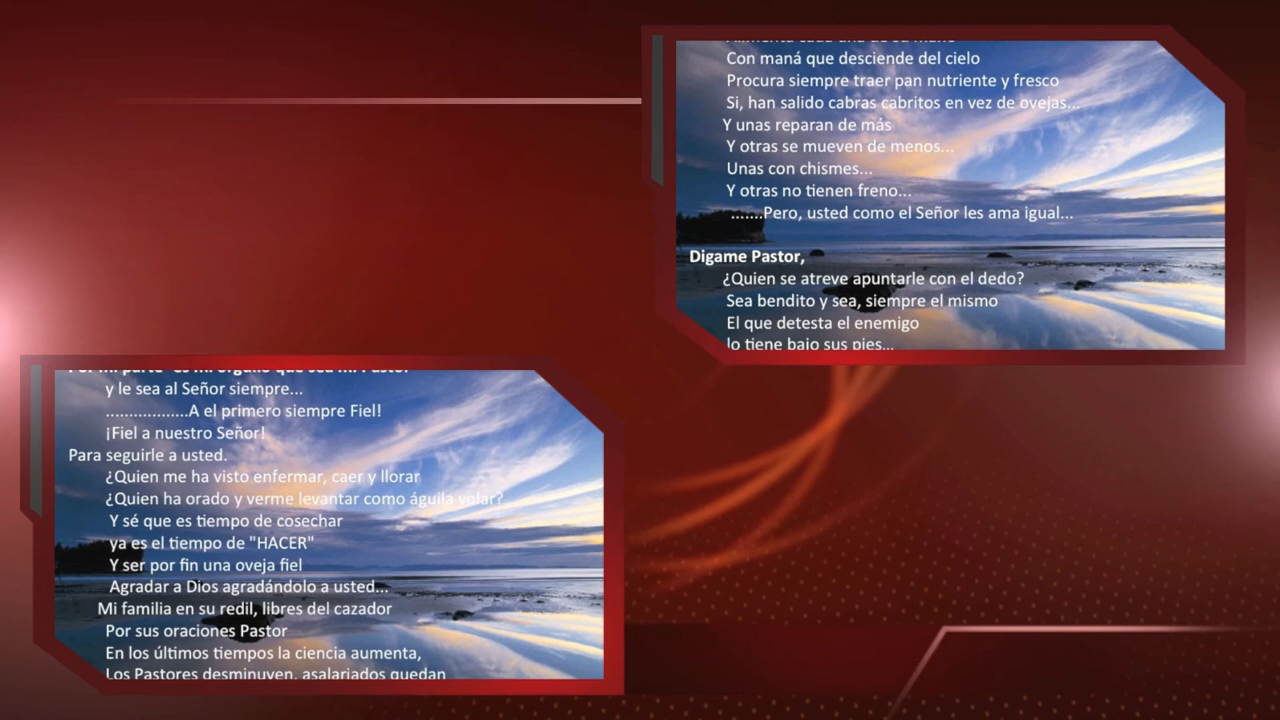 Con maná que desciende del cielo
Procura siempre traer pan nutriente y fresco
Si, han salido cabras cabritos en vez de ovejas...
Y unas reparan de más
Y otras se mueven de menos...
Unas con chismes...
Y otras no tienen freno...
.......Pero, usted como el Señor les ama igual...
Digame Pastor,
¿Quien se atreve apuntarle con el dedo?
Sea bendito y sea, siempre el mismo
El que detesta el enemigo
lo tiene bajo sus pies...
y le sea al Señor siempre...
..................A el primero siempre Fiel!
¡Fiel a nuestro Señor!
Para seguirle a usted.
¿Quien me ha visto enfermar, caer y llorar
¿Quien ha orado y verme levantar como águila volar?
Y sé que es tiempo de cosechar
ya es el tiempo de "HACER"
Y ser por fin una oveja fiel
Agradar a Dios agradándolo a usted...
Mi familia en su redil, libres del cazador
Por sus oraciones Pastor
En los últimos tiempos la ciencia aumenta,
Los Pastores desminuyen, asalariados quedan